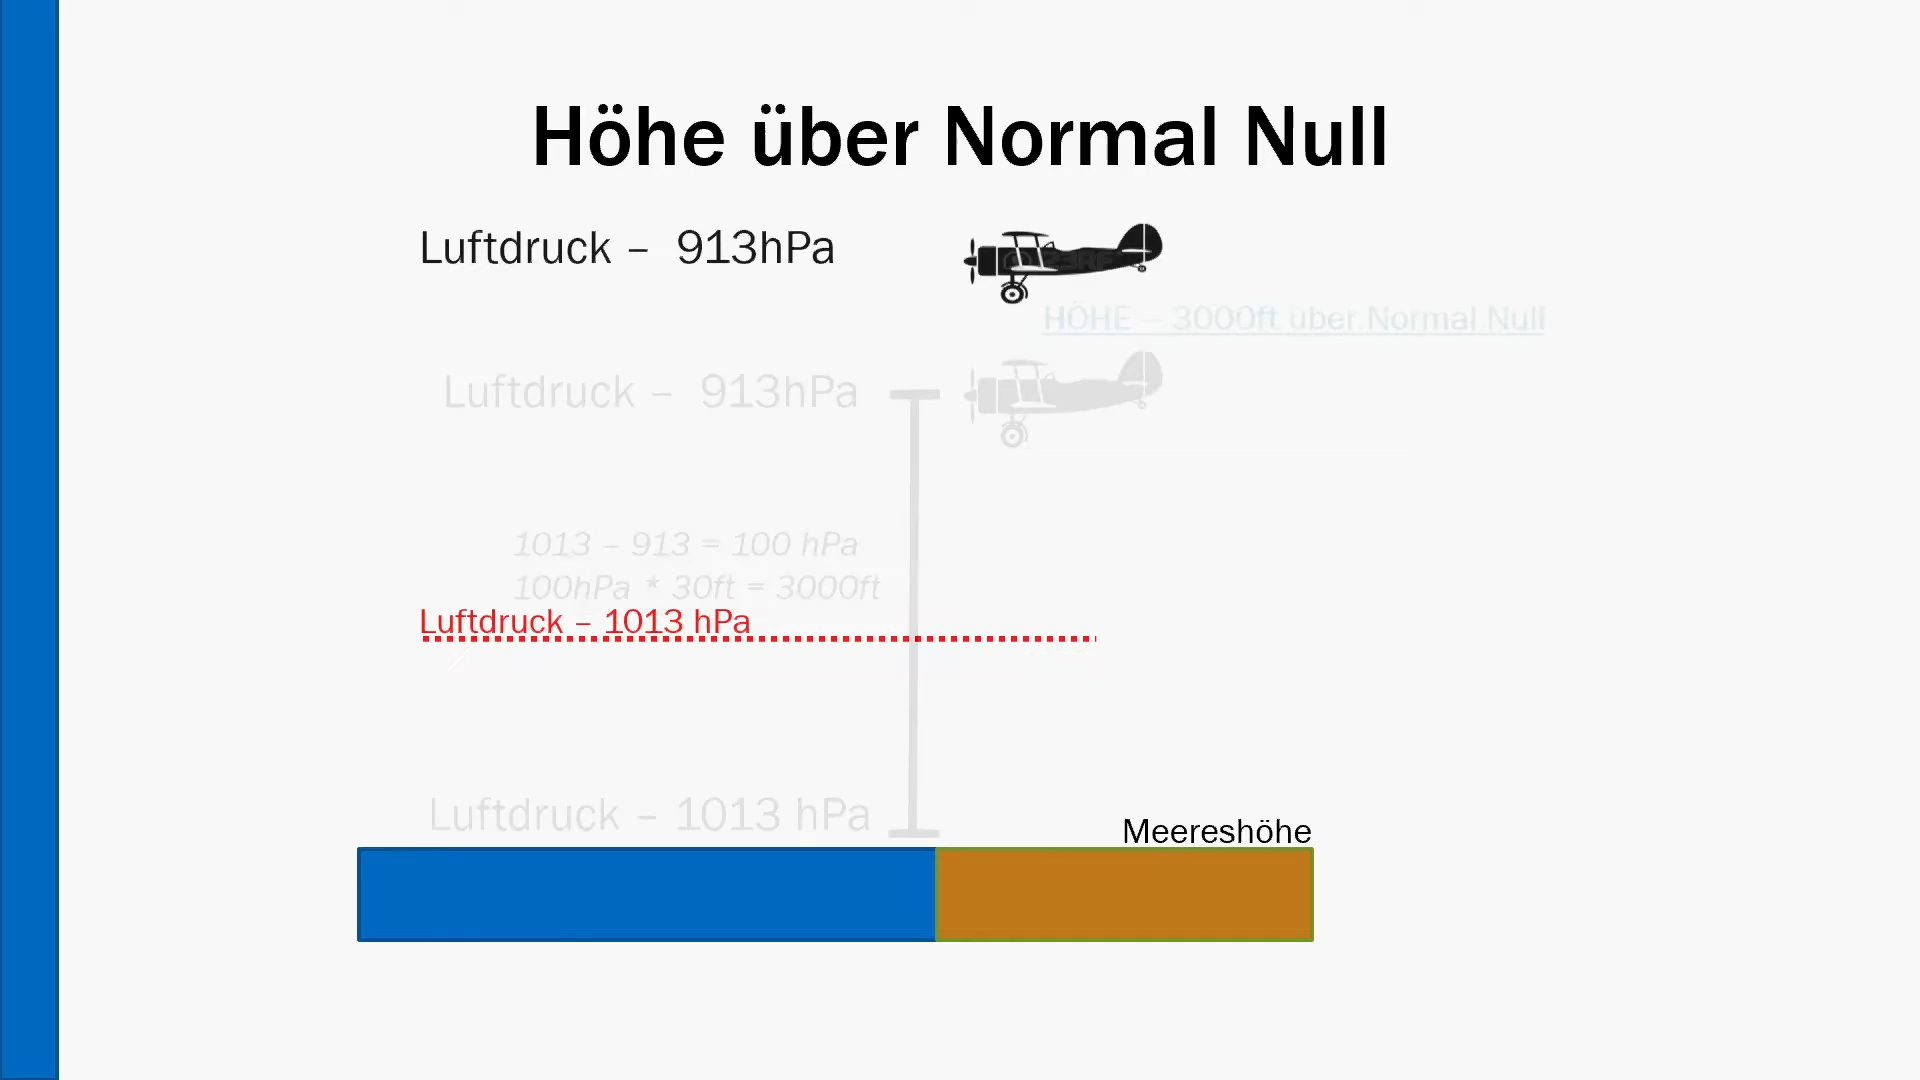 Höhe über Normal Null
Luftdruck – 913hPa
HÖHE – 3000ft über Normal Null
Luftdruck – 913hPa
1013 – 913 = 100 hPa
100hPa * 30ft = 3000ft
Luftdruck – 1013 hPa
Luftdruck – 1013 hPa
Meereshöhe